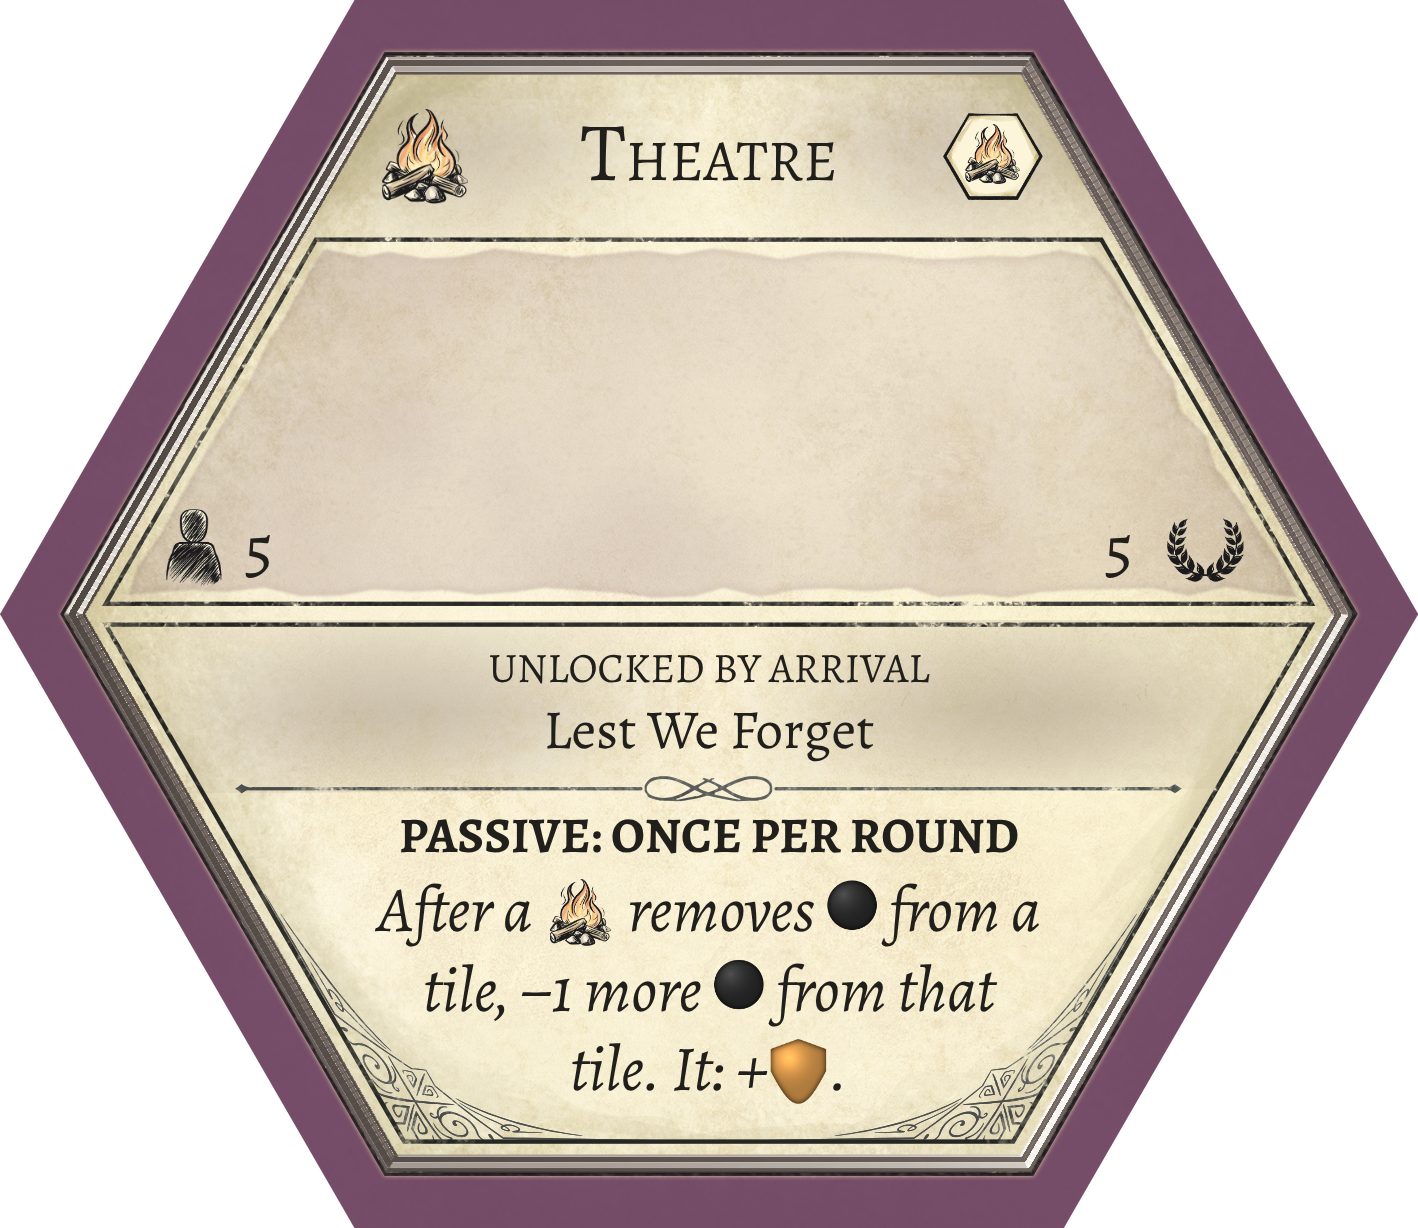 Theatre
5
5
UNLOCKED BY ARRIVAL
Lest We Forget
PASSIVE: ONCE PER ROUND
After a removes from a
tile, –1 more from that
tile. It: + .